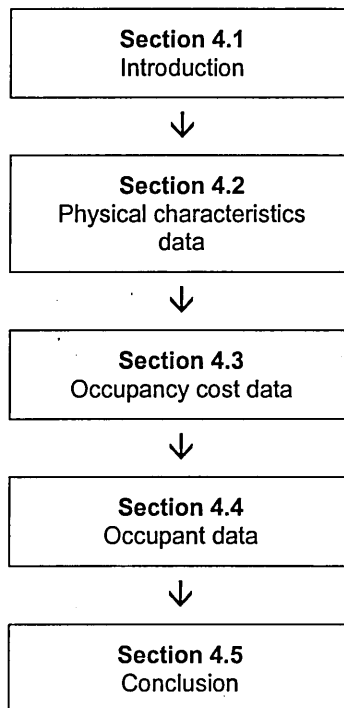 Section 4.1
Introduction
Section 4.2
Physical characteristics
data
Section 4.3
Occupancy cost data
Section 4.4
Occupant data
Section 4.5
Conclusion